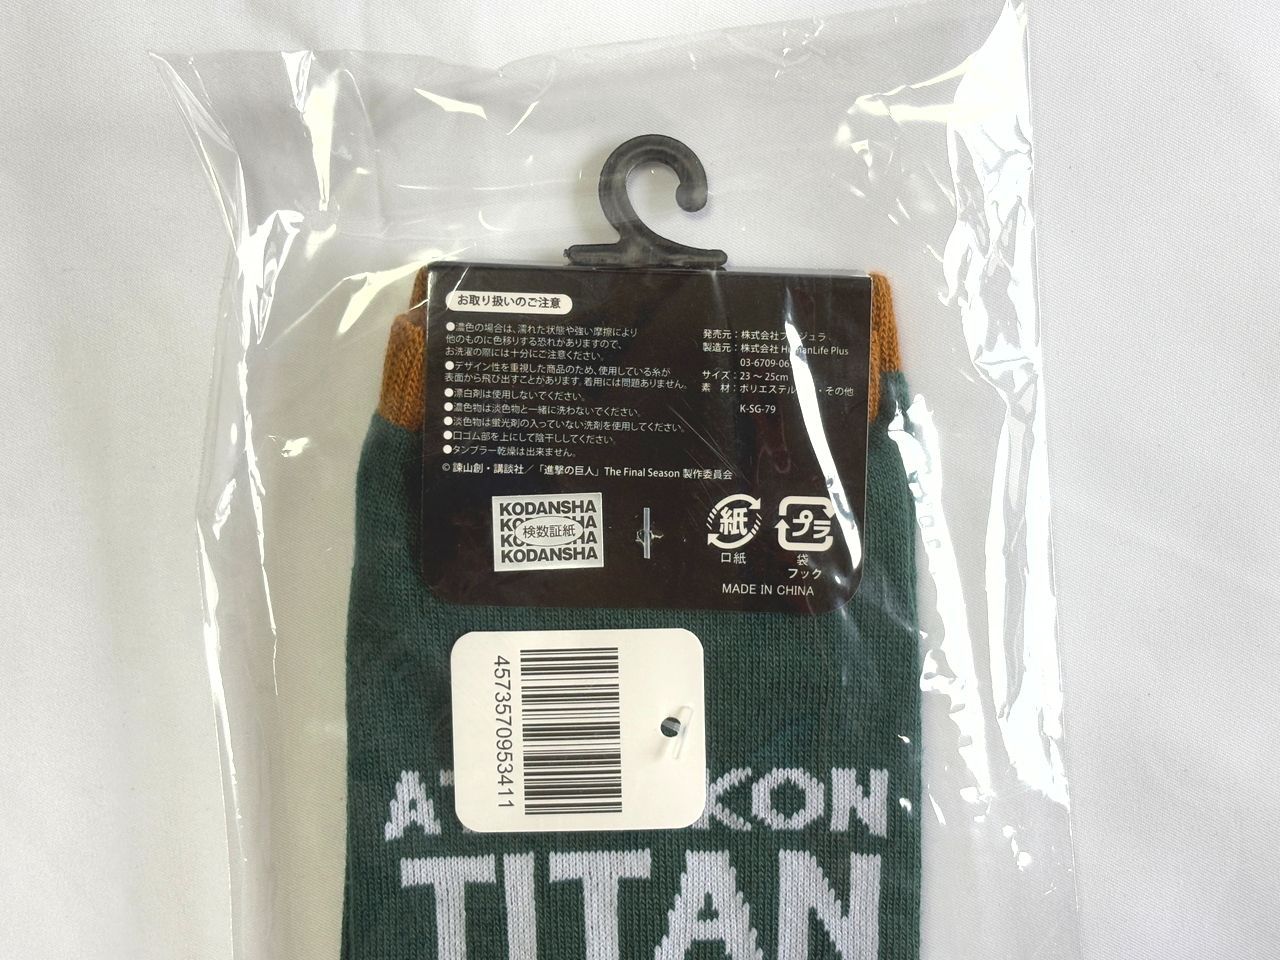 お取り扱いのご注意
●濃色の場合は、濡れた状態や強い摩擦により
他のものに色移りする恐れがありますので、
お洗濯の際には十分にご注意ください。
●デザイン性を重視した商品のため、使用している糸が
表面から飛び出すことがあります。着用には問題ありません。
●漂白剤は使用しないでください。
●濃色物は淡色物と一緒に洗わないでください。
●淡色物は蛍光剤の入っていない洗剤を使用してください。
●口ゴム部を上にして陰干ししてください。
●タンブラー乾燥は出来ません。
© 諫山創・講談社／「進撃の巨人」The Final Season 製作委員会
発売元：株式会社
製造元：株式会社 HumanLife Plus
03-6709-06
サイズ：23 〜 25cm
素　材：ポリエステル ・その他
K-SG-79
KODANSHA
検数証紙
KODANSHA
紙
口紙
プラ
袋
フック
MADE IN CHINA
4573570953411
KON
TITAN